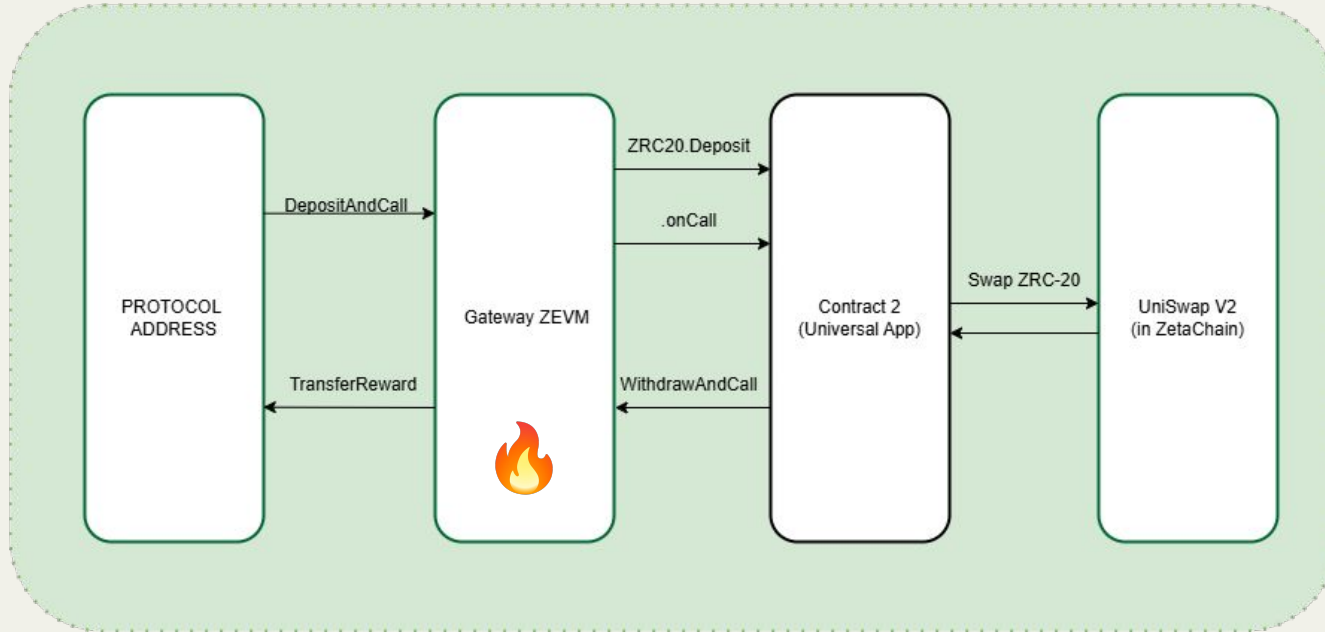 ZRC20.Deposit
DepositAndCall
.onCall
Swap ZRC-20
PROTOCOL
ADDRESS
Gateway ZEVM
Contract 2
(Universal App)
UniSwap V2
(in ZetaChain)
TransferReward
WithdrawAndCall